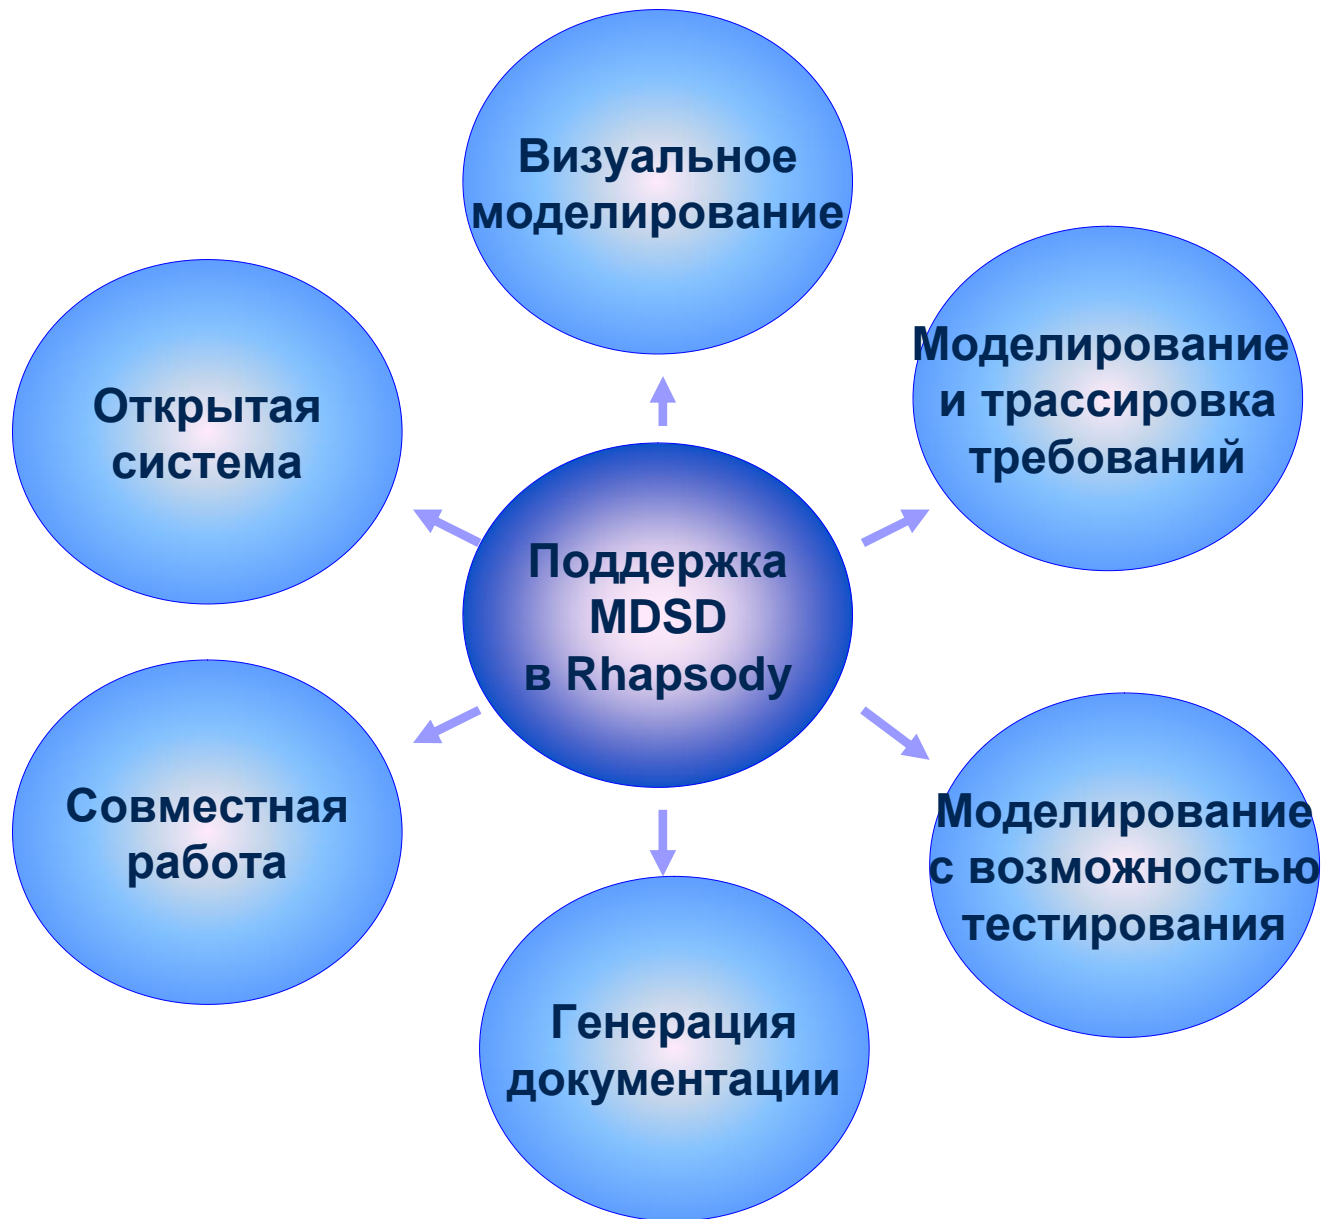 Визуальное
моделирование
Моделирование
и трассировка
требований
Открытая
система
Поддержка
MDSD
в Rhapsody
Совместная
работа
Моделирование
с возможностью
тестирования
Генерация
документации